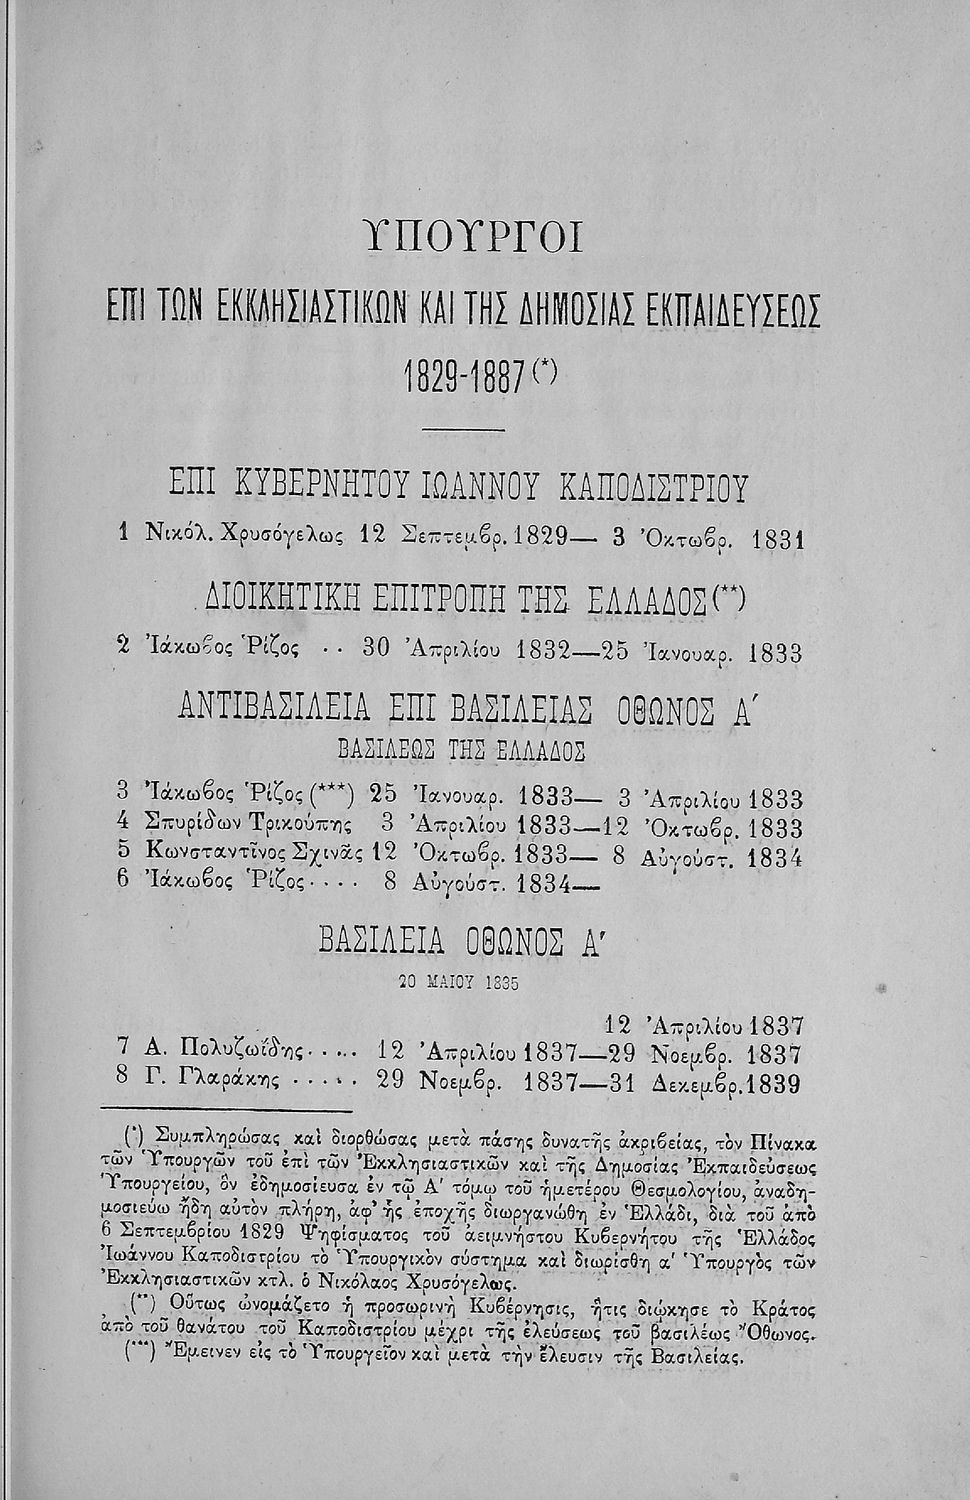 ΥΠΟΥΡΓΟΙ
ΕΠΙ ΤΩΝ ΕΚΚΛΗΣΙΑΣΤΙΚΩΝ ΚΑΙ ΤΗΣ ΔΗΜΟΣΙΑΣ ΕΚΠΑΙΔΕΥΣΕΩΣ
1829-1887 (*)
ΕΠΙ ΚΥΒΕΡΝΗΤΟΥ ΙΩΑΝΝΟΥ ΚΑΠΟΔΙΣΤΡΙΟΥ
1 Νικόλ. Χρυσόγελως 12 Σεπτεμβρ. 1829— 3 Ὀκτωβρ. 1831
ΔΙΟΙΚΗΤΙΚΗ ΕΠΙΤΡΟΠΗ ΤΗΣ ΕΛΛΑΔΟΣ (**)
2 Ἰάκωβος Ῥίζος . . 30 Ἀπριλίου 1832—25 Ἰανουαρ. 1833
ΑΝΤΙΒΑΣΙΛΕΙΑ ΕΠΙ ΒΑΣΙΛΕΙΑΣ ΟΘΩΝΟΣ Α΄
ΒΑΣΙΛΕΩΣ ΤΗΣ ΕΛΛΑΔΟΣ
3 Ἰάκωβος Ῥίζος (***) 25 Ἰανουαρ. 1833— 3 Ἀπριλίου 1833
4 Σπυρίδων Τρικούπης 3 Ἀπριλίου 1833—12 Ὀκτωβρ. 1833
5 Κωνσταντῖνος Σχινᾶς 12 Ὀκτωβρ. 1833— 8 Αὐγούστ. 1834
6 Ἰάκωβος Ῥίζος . . . . 8 Αὐγούστ. 1834—
ΒΑΣΙΛΕΙΑ ΟΘΩΝΟΣ Α΄
20 ΜΑΙΟΥ 1835
12 Ἀπριλίου 1837
7 Α. Πολυζωΐδης . . . . . 12 Ἀπριλίου 1837—29 Νοεμβρ. 1837
8 Γ. Γλαράκης . . . . . 29 Νοεμβρ. 1837—31 Δεκεμβρ. 1839
(*) Συμπληρώσας καὶ διορθώσας μετὰ πάσης δυνατῆς ἀκριβείας, τὸν Πίνακα
τῶν Ὑπουργῶν τοῦ ἐπὶ τῶν Ἐκκλησιαστικῶν καὶ τῆς Δημοσίας Ἐκπαιδεύσεως
Ὑπουργείου, ὃν ἐδημοσίευσα ἐν τῷ Α΄ τόμῳ τοῦ ἡμετέρου Θεσμολογίου, ἀναδη-
μοσιεύω ἤδη αὐτὸν πλήρη, ἀφ' ἧς ἐποχῆς διωργανώθη ἐν Ἑλλάδι, διὰ τοῦ ἀπὸ
6 Σεπτεμβρίου 1829 Ψηφίσματος τοῦ ἀειμνήστου Κυβερνήτου τῆς Ἑλλάδος
Ἰωάννου Καποδιστρίου τὸ Ὑπουργικὸν σύστημα καὶ διωρίσθη α΄ Ὑπουργὸς τῶν
Ἐκκλησιαστικῶν κτλ. ὁ Νικόλαος Χρυσόγελως.
(**) Οὕτως ὠνομάζετο ἡ προσωρινὴ Κυβέρνησις, ἥτις διῴκησε τὸ Κράτος
ἀπὸ τοῦ θανάτου τοῦ Καποδιστρίου μέχρι τῆς ἐλεύσεως τοῦ βασιλέως Ὄθωνος.
(***) Ἔμεινεν εἰς τὸ Ὑπουργεῖον καὶ μετὰ τὴν ἔλευσιν τῆς Βασιλείας.